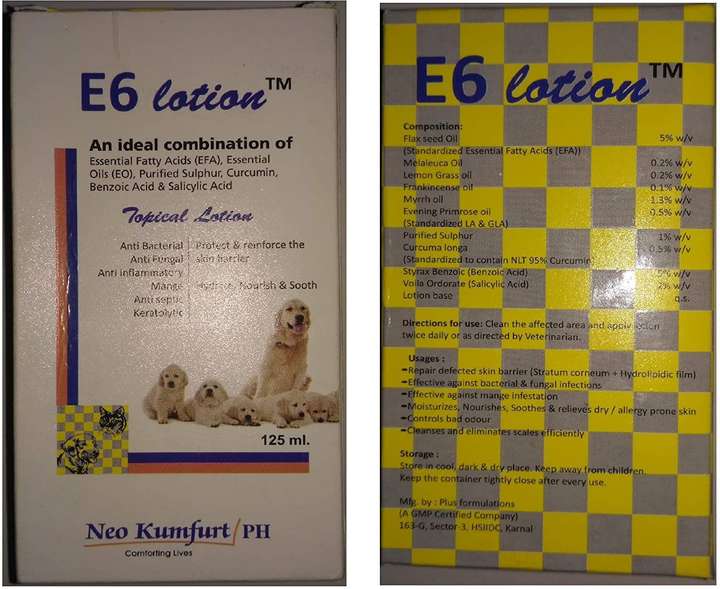 E6 lotion™
An ideal combination of
Essential Fatty Acids (EFA), Essential
Oils (EO), Purified Sulphur, Curcumin,
Benzoic Acid & Salicylic Acid
Topical Lotion
Anti Bacterial
Anti Fungal
Anti inflammatory
Mange
Anti septic
Keratolytic
Protect & reinforce the
skin barrier
Hydrate, Nourish & Sooth
125 ml.
Neo Kumfurt/PH
Comforting Lives
E6 lotion™
Composition:
Flax seed Oil 5% w/v
(Standardized Essential Fatty Acids (EFA))
Melaleuca Oil 0.2% w/v
Lemon Grass oil 0.2% w/v
Frankincense oil 0.1% w/v
Myrrh oil 1.3% w/v
Evening Primrose oil 0.5% w/v
(Standardized LA & GLA)
Purified Sulphur 1% w/v
Curcuma longa 0.5% w/v
(Standardized to contain NLT 95% Curcumin)
Styrax Benzoic (Benzoic Acid) w/v
Voila Ordorate (Salicylic Acid) 2% w/v
Lotion base q.s.
Directions for use: Clean the affected area and apply lotion
twice daily or as directed by Veterinarian.
Usages :
➡Repair defected skin barrier (Stratum corneum + Hydrolipidic film)
➡Effective against bacterial & fungal infections
➡Effective against mange infestation
➡Moisturizes, Nourishes, Soothes & relieves dry / allergy prone skin
➡Controls bad odour
➡Cleanses and eliminates scales efficiently
Storage :
Store in cool, dark & dry place. Keep away from children.
Keep the container tightly close after every use.
Mfg. by : Plus formulations
(A GMP Certified Company)
163-G, Sector-3, HSIIDC, Karnal